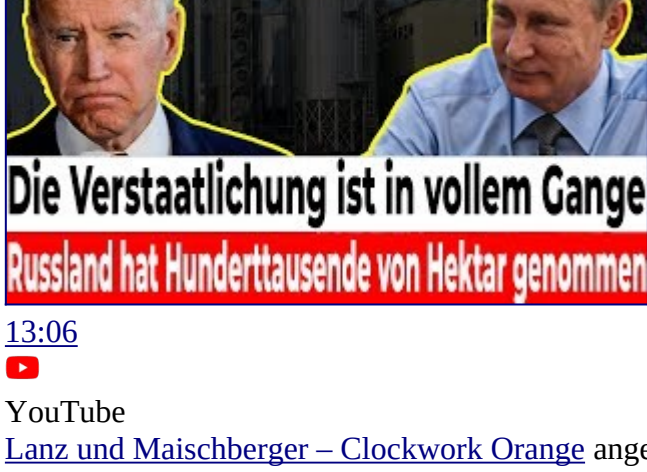 Die Verstaatlichung ist in vollem Gange
Russland hat Hunderttausende von Hektar genommen
13:06
YouTube
Lanz und Maischberger – Clockwork Orange ange